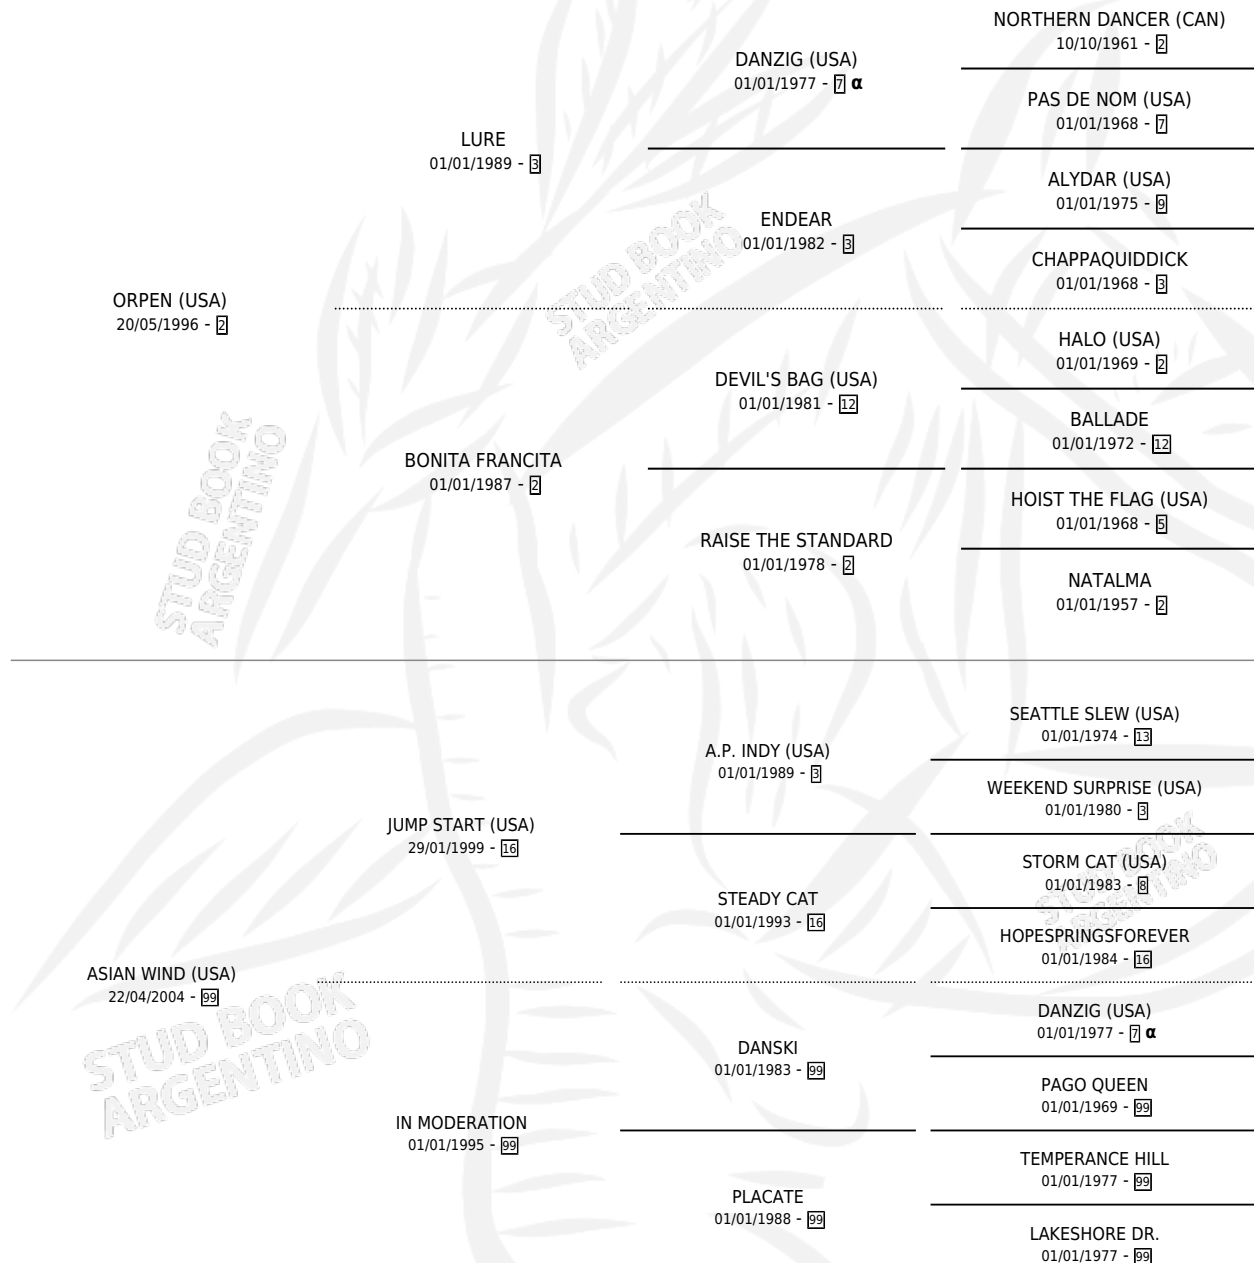 NORTHERN DANCER (CAN)
10/10/1961 - 2
DANZIG (USA)
01/01/1977 - 7 α
PAS DE NOM (USA)
01/01/1968 - 7
LURE
01/01/1989 - 3
ALYDAR (USA)
01/01/1975 - 9
ENDEAR
01/01/1982 - 3
CHAPPAQUIDDICK
01/01/1968 - 3
ORPEN (USA)
20/05/1996 - 2
HALO (USA)
01/01/1969 - 2
DEVIL'S BAG (USA)
01/01/1981 - 12
BALLADE
01/01/1972 - 12
BONITA FRANCITA
01/01/1987 - 2
HOIST THE FLAG (USA)
01/01/1968 - 5
RAISE THE STANDARD
01/01/1978 - 2
NATALMA
01/01/1957 - 2
STUD BOOK
ARGENTINO
STUD BOOK
ARGENTINO
SEATTLE SLEW (USA)
01/01/1974 - 13
A.P. INDY (USA)
01/01/1989 - 3
WEEKEND SURPRISE (USA)
01/01/1980 - 3
JUMP START (USA)
29/01/1999 - 16
STORM CAT (USA)
01/01/1983 - 8
STEADY CAT
01/01/1993 - 16
HOPESPRINGSFOREVER
01/01/1984 - 16
ASIAN WIND (USA)
22/04/2004 - 99
DANZIG (USA)
01/01/1977 - 7 α
DANSKI
01/01/1983 - 99
PAGO QUEEN
01/01/1969 - 99
IN MODERATION
01/01/1995 - 99
TEMPERANCE HILL
01/01/1977 - 99
PLACATE
01/01/1988 - 99
LAKESHORE DR.
01/01/1977 - 99
STUD BOOK
ARGENTINO
STUD BOOK
ARGENTINO